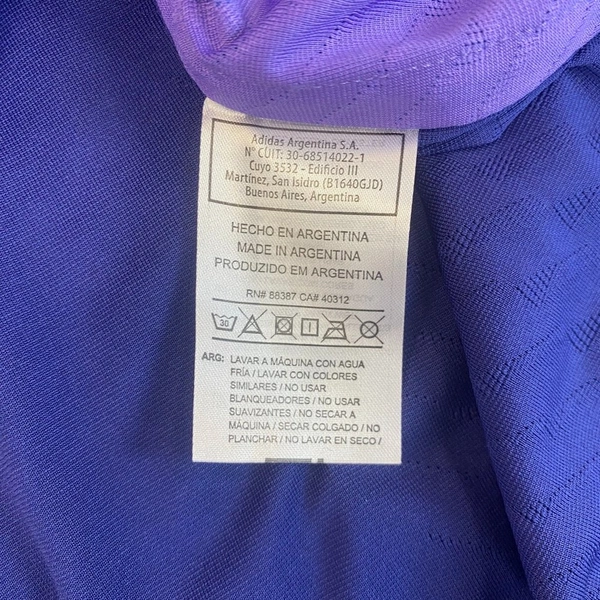 Adidas Argentina S.A.
N° CUIT: 30-68514022-1
Cuyo 3532 - Edificio III
Martínez, San Isidro (B1640GJD)
Buenos Aires, Argentina
HECHO EN ARGENTINA
MADE IN ARGENTINA
PRODUZIDO EM ARGENTINA
RN# 88387 CA# 40312
30
ARG: LAVAR A MÁQUINA CON AGUA
FRÍA / LAVAR CON COLORES
SIMILARES / NO USAR
BLANQUEADORES / NO USAR
SUAVIZANTES / NO SECAR A
MÁQUINA / SECAR COLGADO / NO
PLANCHAR / NO LAVAR EN SECO /